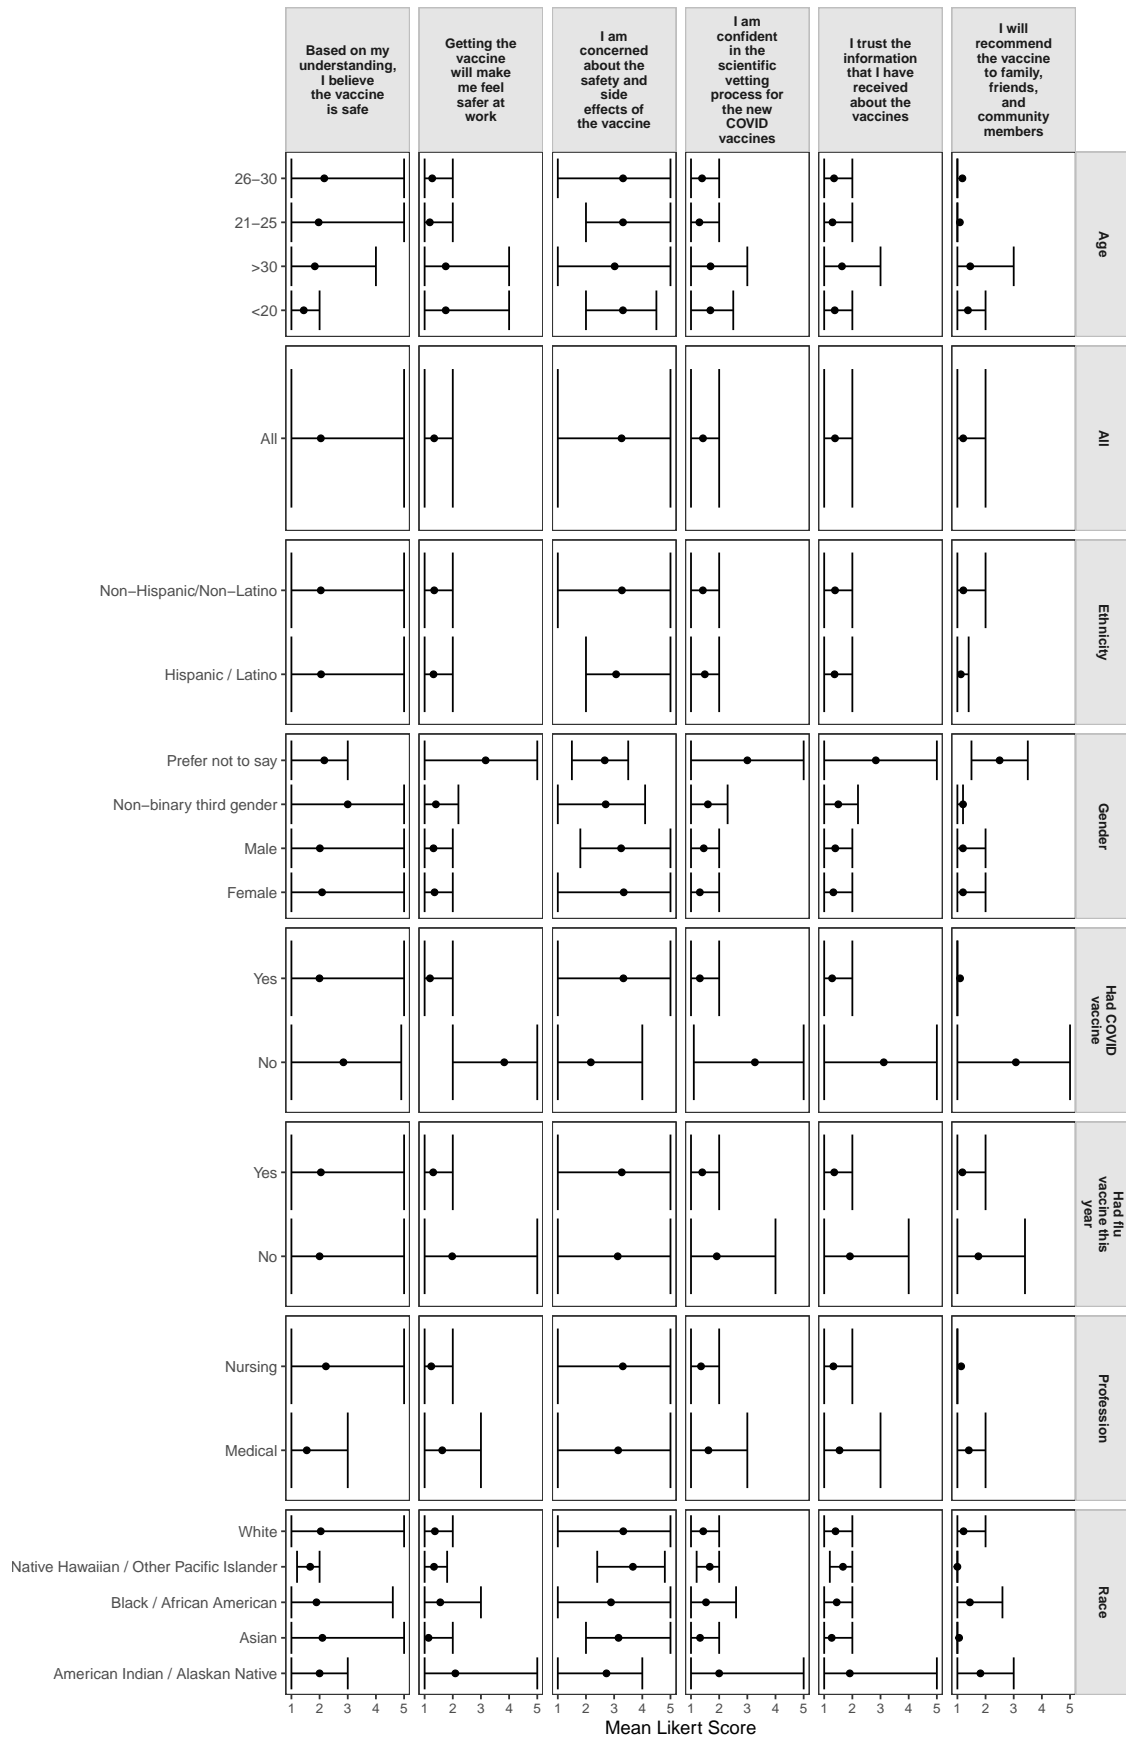 Based on my
understanding,
I believe
the vaccine
is safe
Getting the
vaccine
will make
me feel
safer at
work
I am
concerned
about the
safety and
side
effects of
the vaccine
I am
confident
in the
scientific
vetting
process for
the new
COVID
vaccines
I trust the
information
that I have
received
about the
vaccines
I will
recommend
the vaccine
to family,
friends,
and
community
members
26−30
21−25
>30
<20
Age
All
All
Non−Hispanic/Non−Latino
Hispanic / Latino
Ethnicity
Prefer not to say
Non−binary third gender
Male
Female
Gender
Yes
No
Had COVID
vaccine
Yes
No
Had flu
vaccine this
year
Nursing
Medical
Profession
White
Native Hawaiian / Other Pacific Islander
Black / African American
Asian
American Indian / Alaskan Native
Race
1 2 3 4 5 1 2 3 4 5 1 2 3 4 5 1 2 3 4 5 1 2 3 4 5 1 2 3 4 5
Mean Likert Score